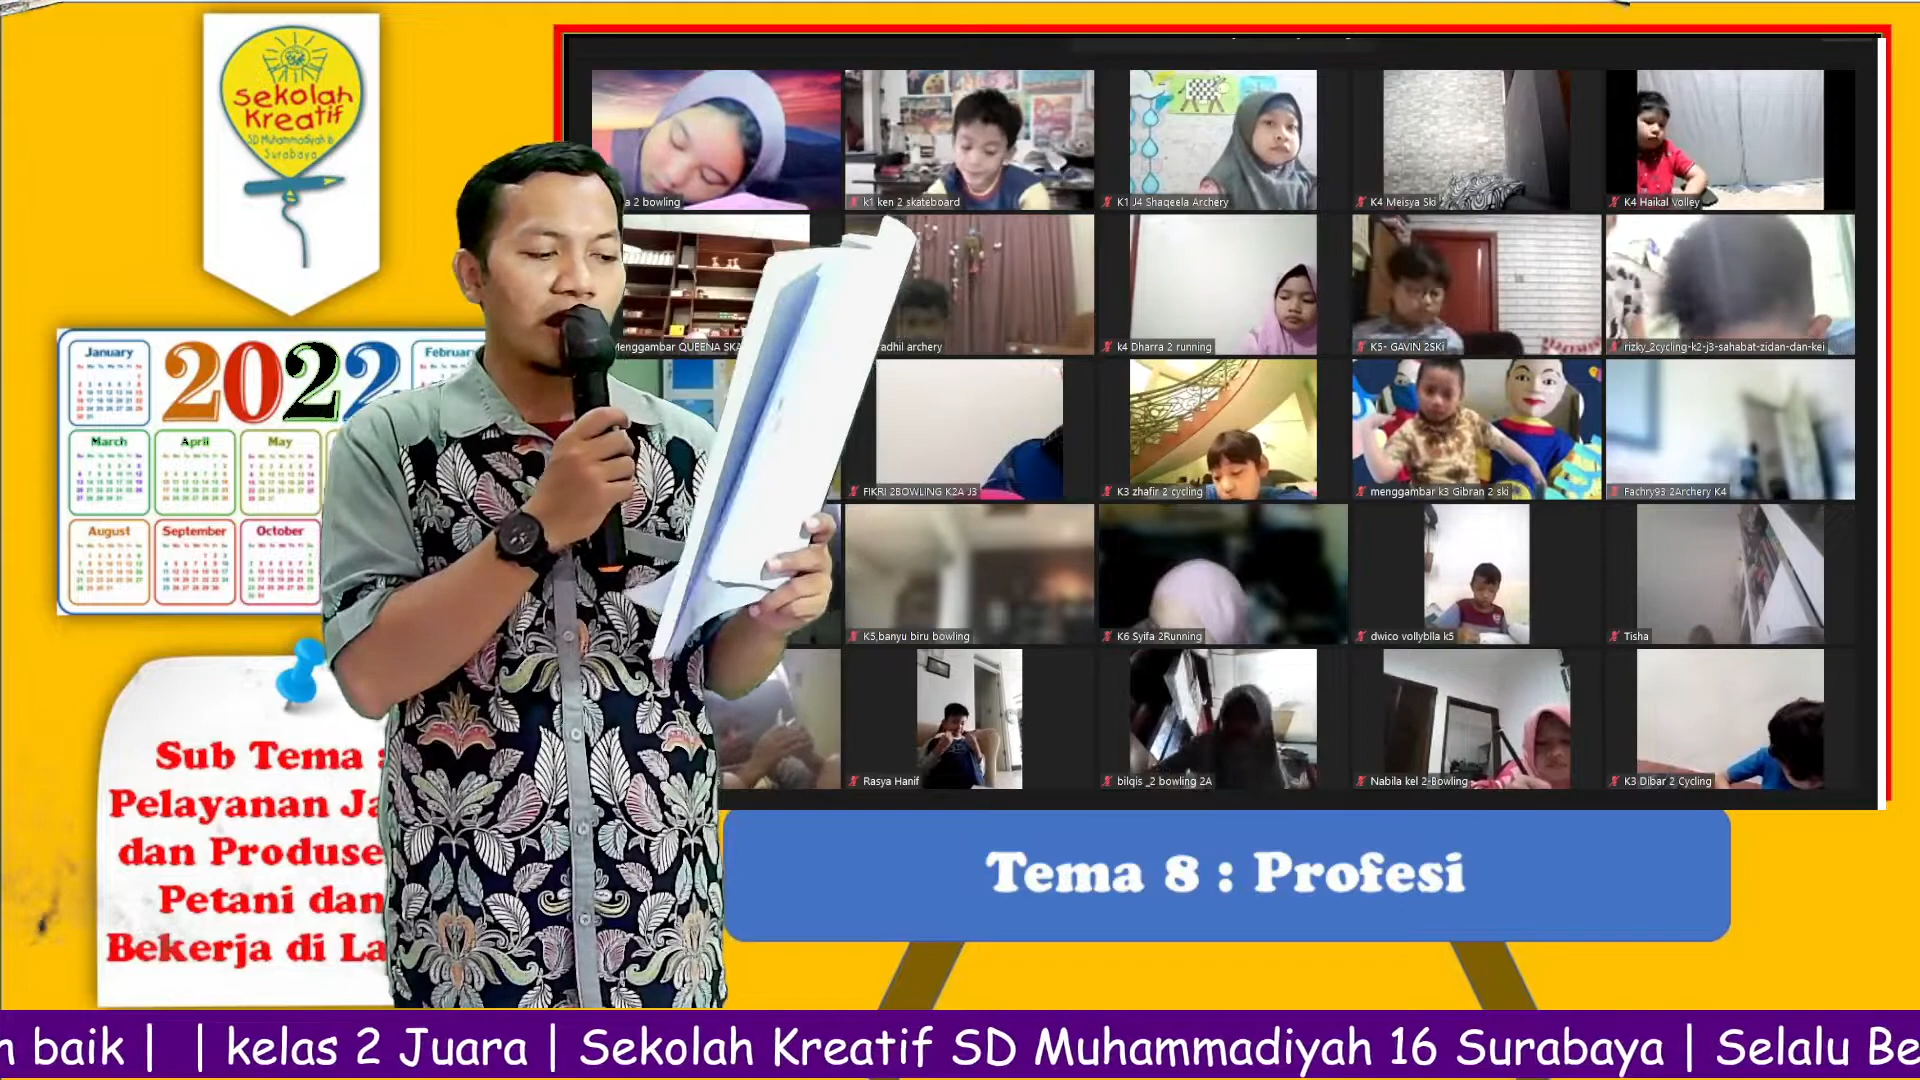 sekolah
kreatif
SD Muhammadiyah 16
Surabaya
a 2 bowling
k1 ken 2 skateboard
K1 J4 Shaqeela Archery
K4 Meisya Ski
K4 Haikal Volley
Menggambar QUEENA SKA
adhil archery
k4 Dharra 2 running
K5- GAVIN 2SKi
rizky_2cycling-k2-j3-sahabat-zidan-dan-kei
FIKRI 2BOWLING K2A J3
K3 zhafir 2 cycling
menggambar k3 Gibran 2 ski
Fachry93 2Archery K4
K5,banyu biru bowling
K6 Syifa 2Running
dwico vollyblla k5
Tisha
Rasya Hanif
bilqis _2 bowling 2A
Nabila kel 2-Bowling
K3 Dibar 2 Cycling
January
2022
Februar
March
April
May
August
September
October
Sub Tema :
Pelayanan Ja
dan Produse
Petani dan
Bekerja di La
Tema 8 : Profesi
n baik | | kelas 2 Juara | Sekolah Kreatif SD Muhammadiyah 16 Surabaya | Selalu Be